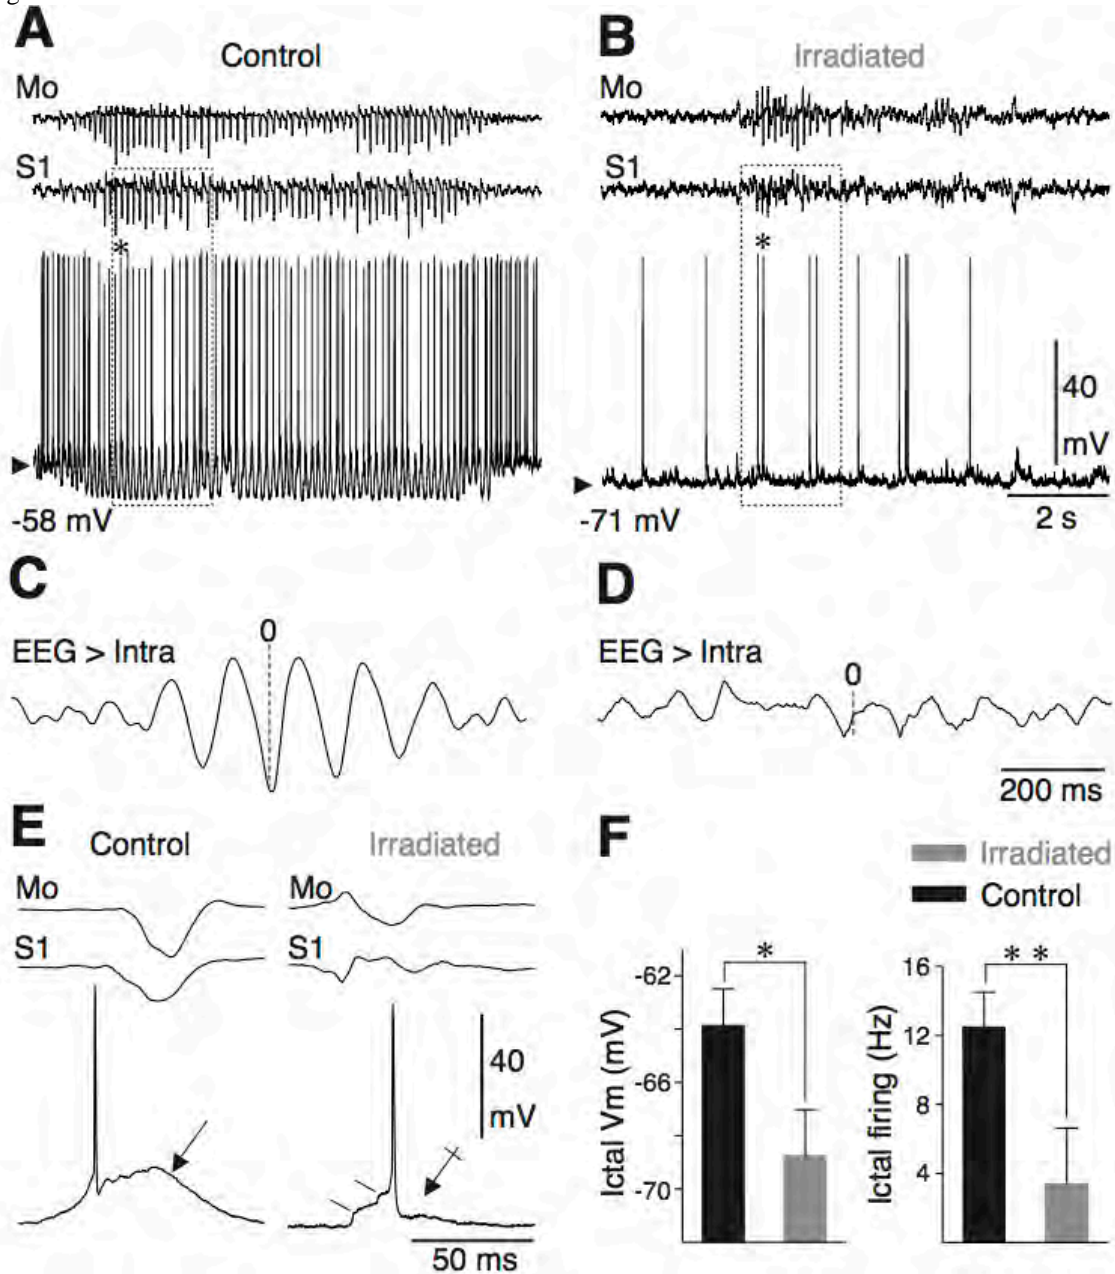 A
Control
Mo
S1
*
-58 mV
B
Irradiated
Mo
S1
*
40
mV
-71 mV
2 s
C
EEG > Intra
0
D
EEG > Intra
0
200 ms
E
Control
Irradiated
Mo
Mo
S1
S1
40
mV
50 ms
F
Irradiated
Control
Ictal Vm (mV)
-62
-66
-70
*
Ictal firing (Hz)
16
12
8
4
* *